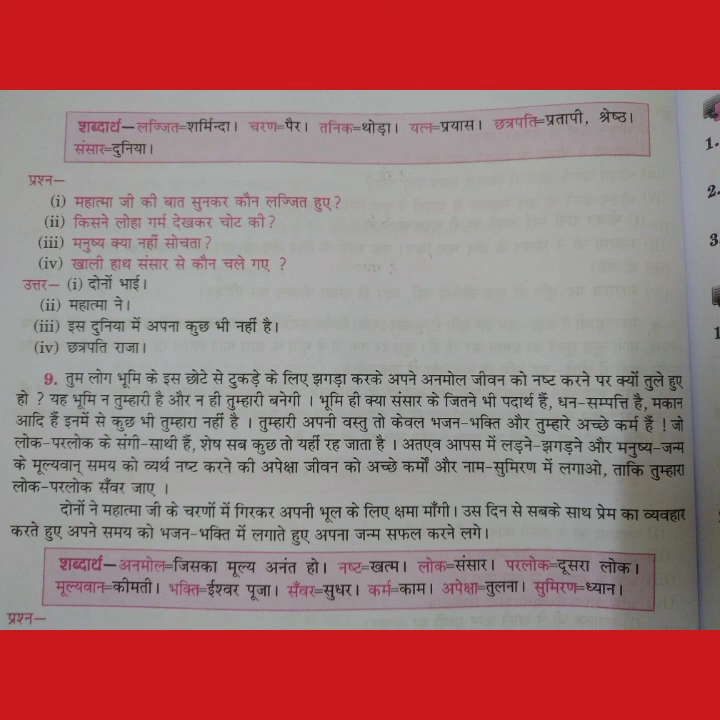 शब्दार्थ—लज्जित=शर्मिन्दा। चरण=पैर। तनिक=थोड़ा। यत्न=प्रयास। छत्रपति=प्रतापी, श्रेष्ठ।
संसार=दुनिया।
प्रश्न—
(i) महात्मा जी की बात सुनकर कौन लज्जित हुए?
(ii) किसने लोहा गर्म देखकर चोट की?
(iii) मनुष्य क्या नहीं सोचता?
(iv) खाली हाथ संसार से कौन चले गए ?
उत्तर— (i) दोनों भाई।
(ii) महात्मा ने।
(iii) इस दुनिया में अपना कुछ भी नहीं है।
(iv) छत्रपति राजा।
9. तुम लोग भूमि के इस छोटे से टुकड़े के लिए झगड़ा करके अपने अनमोल जीवन को नष्ट करने पर क्यों तुले हुए
हो ? यह भूमि न तुम्हारी है और न ही तुम्हारी बनेगी । भूमि ही क्या संसार के जितने भी पदार्थ हैं, धन-सम्पत्ति है, मकान
आदि हैं इनमें से कुछ भी तुम्हारा नहीं है । तुम्हारी अपनी वस्तु तो केवल भजन-भक्ति और तुम्हारे अच्छे कर्म हैं ! जो
लोक-परलोक के संगी-साथी हैं, शेष सब कुछ तो यहीं रह जाता है । अतएव आपस में लड़ने-झगड़ने और मनुष्य-जन्म
के मूल्यवान् समय को व्यर्थ नष्ट करने की अपेक्षा जीवन को अच्छे कर्मों और नाम-सुमिरण में लगाओ, ताकि तुम्हारा
लोक-परलोक सँवर जाए ।
दोनों ने महात्मा जी के चरणों में गिरकर अपनी भूल के लिए क्षमा माँगी। उस दिन से सबके साथ प्रेम का व्यवहार
करते हुए अपने समय को भजन-भक्ति में लगाते हुए अपना जन्म सफल करने लगे।
शब्दार्थ—अनमोल=जिसका मूल्य अनंत हो। नष्ट=खत्म। लोक=संसार। परलोक=दूसरा लोक।
मूल्यवान=कीमती। भक्ति=ईश्वर पूजा। सँवर=सुधर। कर्म=काम। अपेक्षा=तुलना। सुमिरण=ध्यान।
प्रश्न—
1.
2.
3.
1